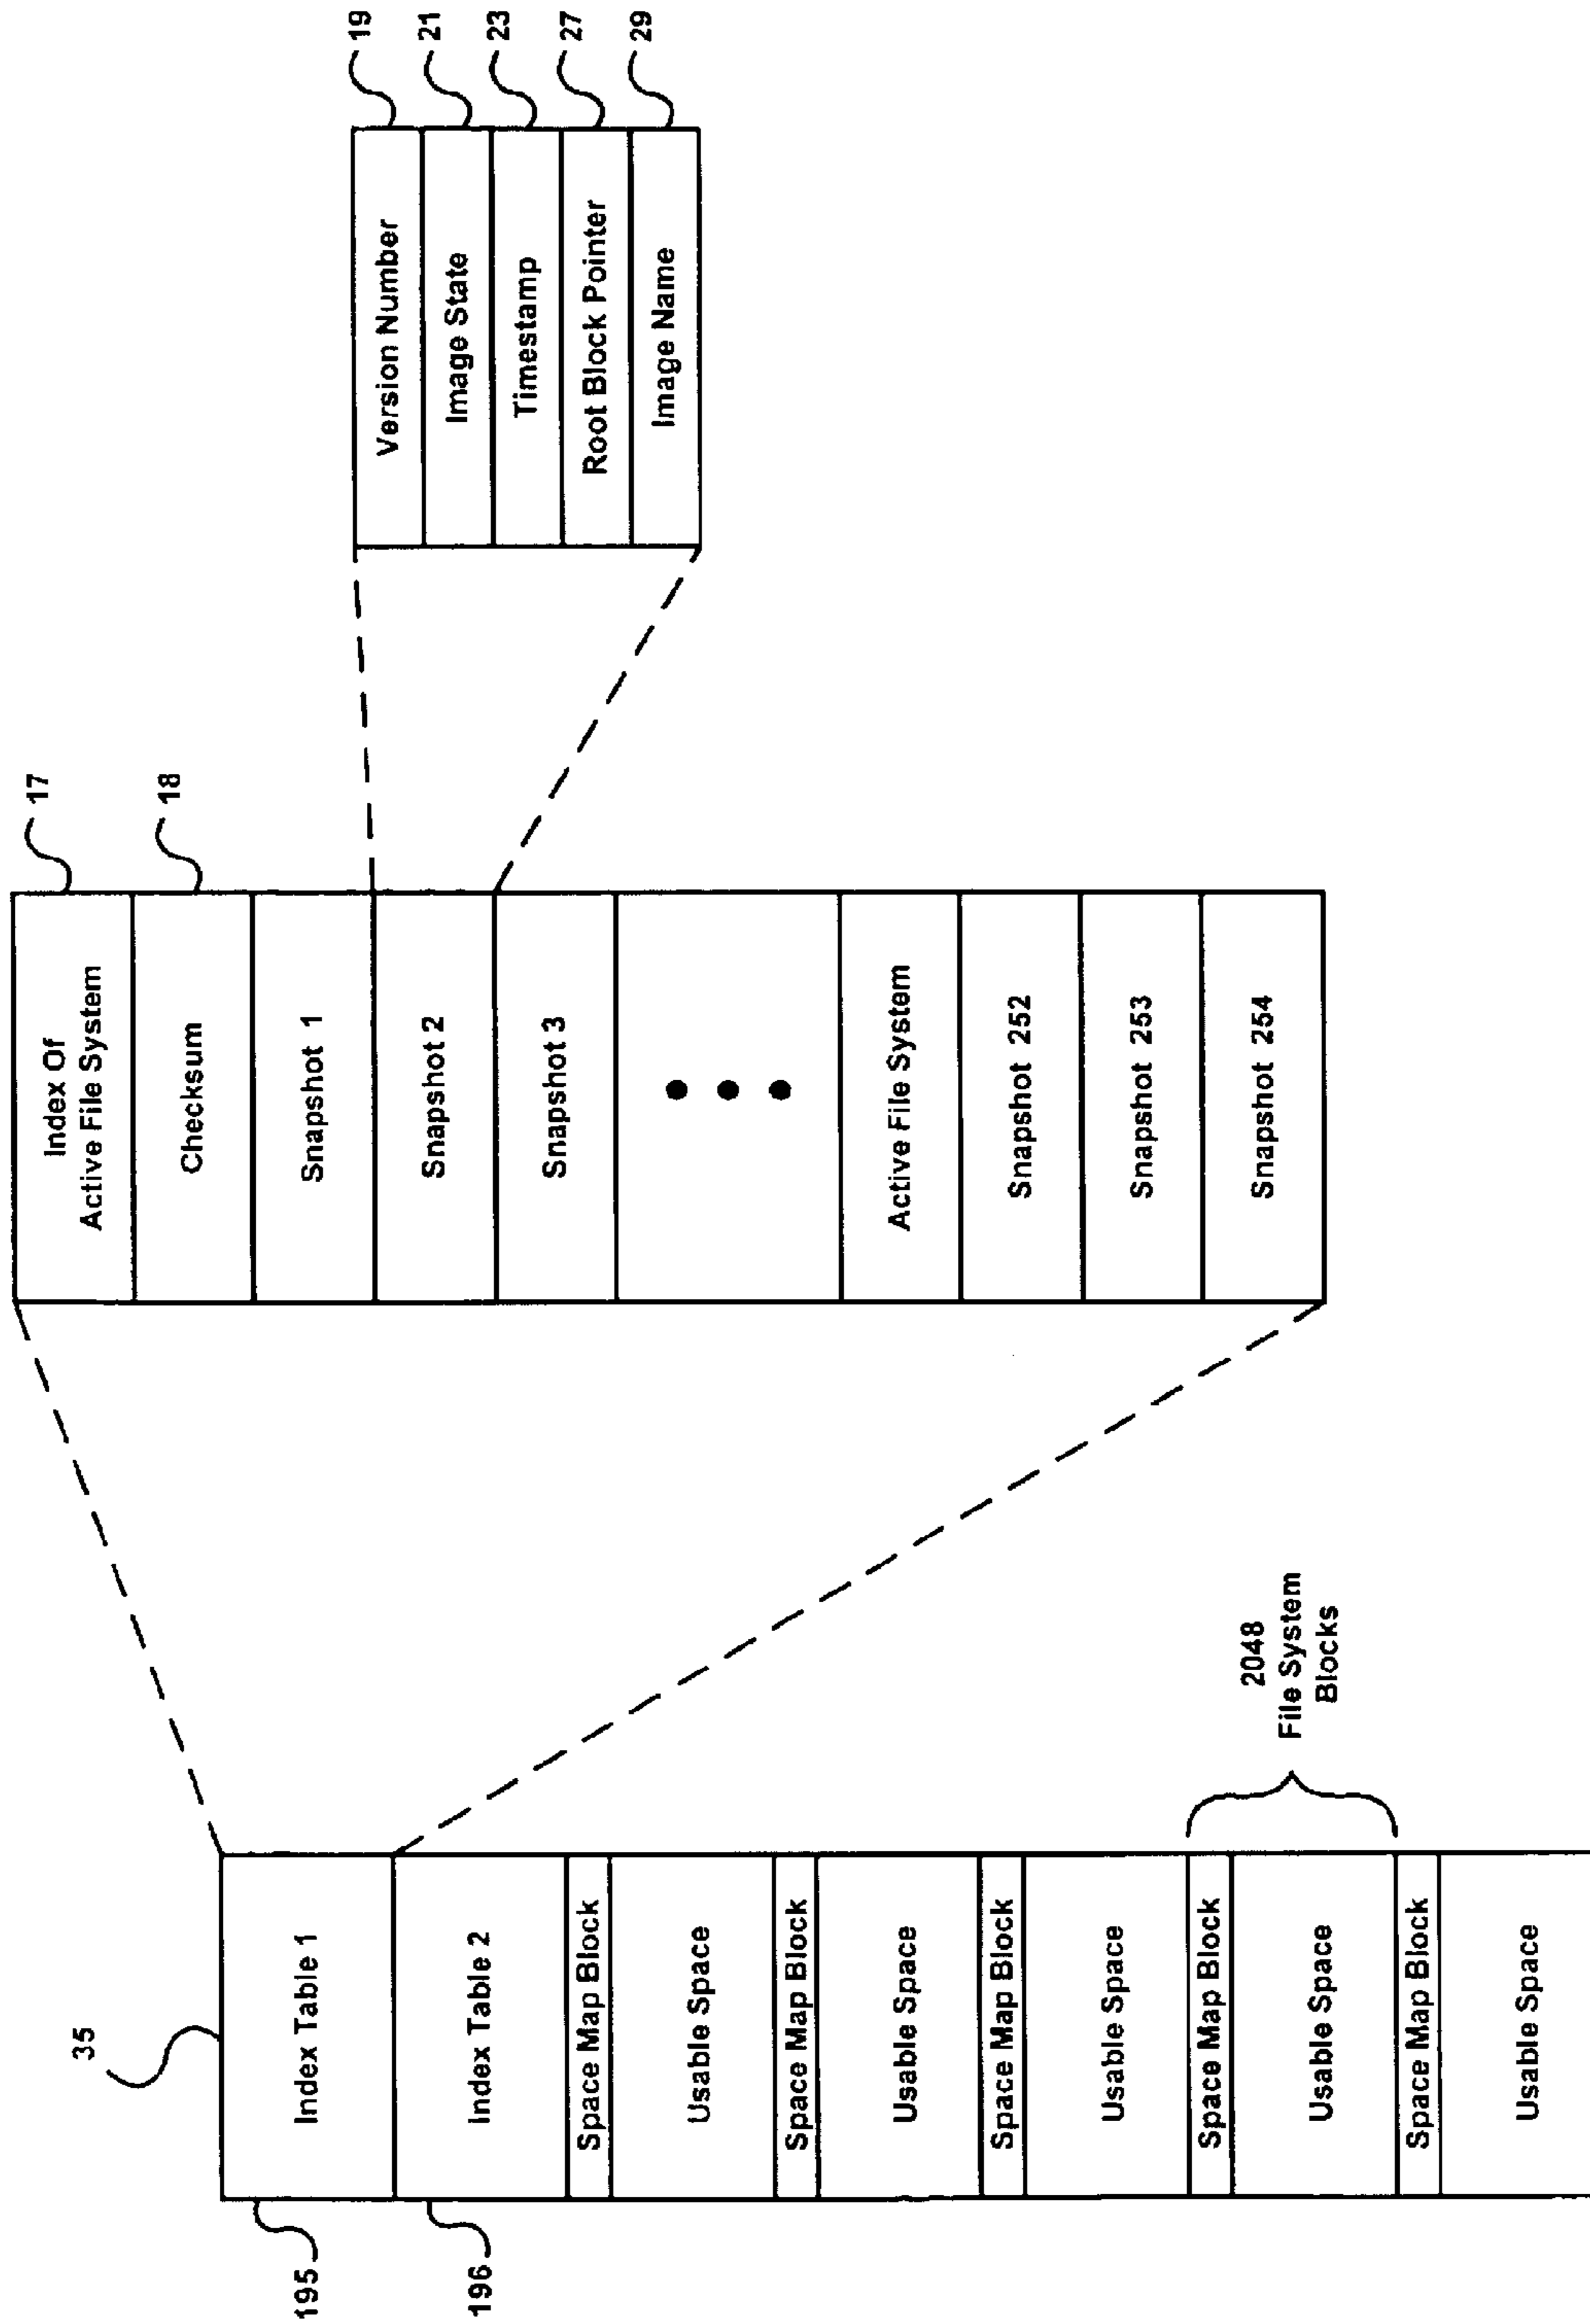 35
195
196
Index Table 1
Index Table 2
Space Map Block
Usable Space
Space Map Block
Usable Space
Space Map Block
Usable Space
Space Map Block
Usable Space
Space Map Block
Usable Space
2048
File System
Blocks
17
18
Index Of
Active File System
Checksum
Snapshot 1
Snapshot 2
Snapshot 3
Active File System
Snapshot 252
Snapshot 253
Snapshot 254
Version Number
Image State
Timestamp
Root Block Pointer
Image Name
19
21
23
27
29